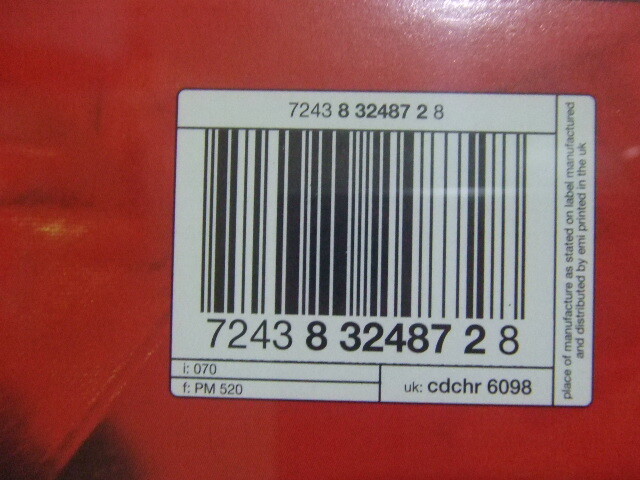 7243 8 32487 2 8
7243 8 32487 2 8
i: 070
f: PM 520
uk: cdchr 6098
place of manufacture as stated on label manufactured
and distributed by emi printed in the uk